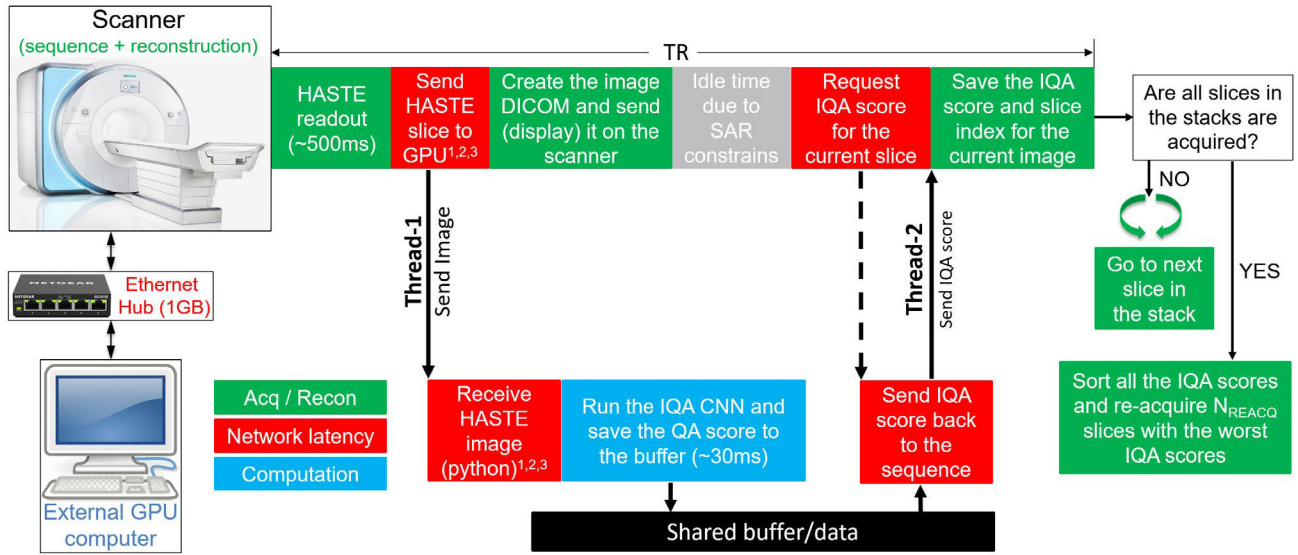 Scanner
(sequence + reconstruction)
TR
HASTE
readout
(~500ms)
Send
HASTE
slice to
GPU1,2,3
Create the image
DICOM and send
(display) it on the
scanner
Idle time
due to
SAR
constrains
Request
IQA score
for the
current slice
Save the IQA
score and slice
index for the
current image
Are all slices in
the stacks are
acquired?
NO
YES
Go to next
slice in
the stack
Thread-1
Send Image
Thread-2
Send IQA score
NETGEAR
Ethernet
Hub (1GB)
External GPU
computer
Acq / Recon
Network latency
Computation
Receive
HASTE
image
(python)1,2,3
Run the IQA CNN and
save the QA score to
the buffer (~30ms)
Send IQA
score back
to the
sequence
Sort all the IQA scores
and re-acquire NREACQ
slices with the worst
IQA scores
Shared buffer/data